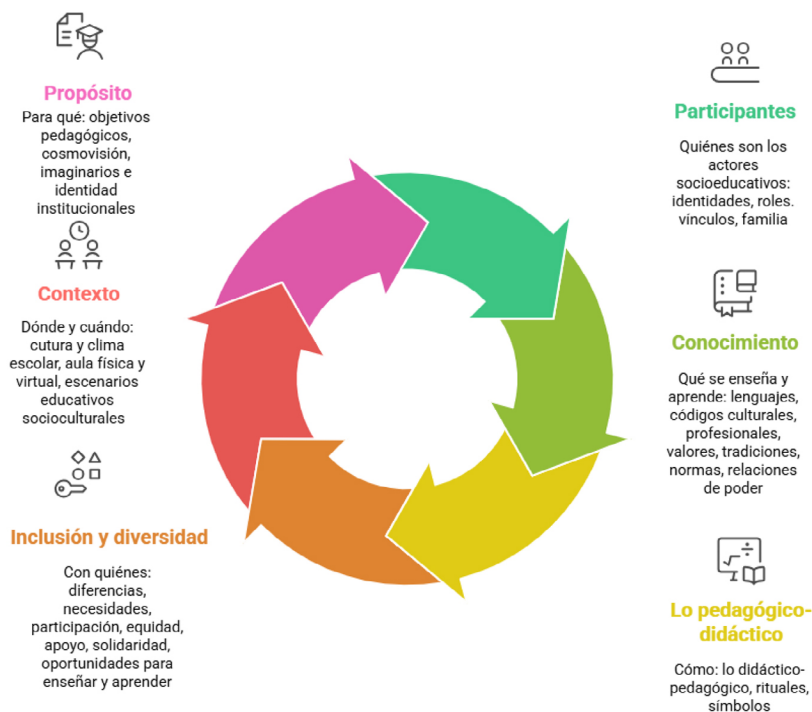 Propósito
Para qué: objetivos
pedagógicos,
cosmovisión,
imaginarios e
identidad
institucionales
Contexto
Dónde y cuándo:
cutura y clima
escolar, aula física y
virtual, escenarios
educativos
socioculturales
Inclusión y diversidad
Con quiénes:
diferencias,
necesidades,
participación, equidad,
apoyo, solidaridad,
oportunidades para
enseñar y aprender
Participantes
Quiénes son los
actores
socioeducativos:
identidades, roles.
vínculos, familia
Conocimiento
Qué se enseña y
aprende: lenguajes,
códigos culturales,
profesionales,
valores, tradiciones,
normas, relaciones
de poder
Lo pedagógico-
didáctico
Cómo: lo didáctico-
pedagógico, rituales,
símbolos